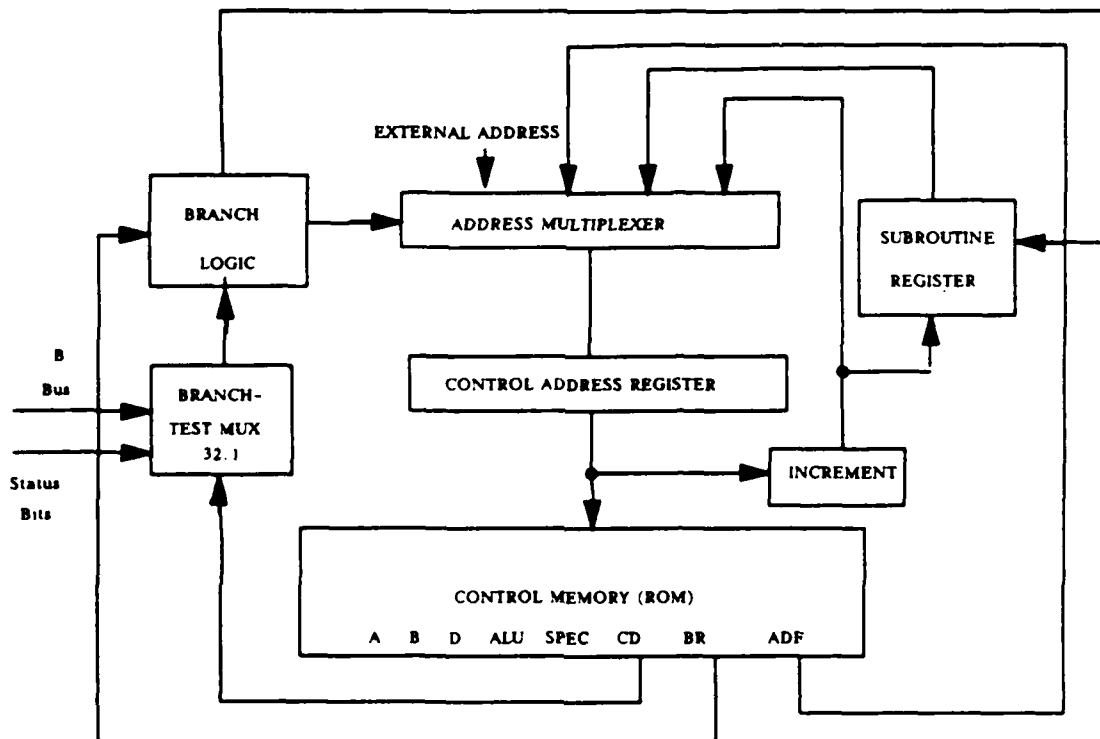 EXTERNAL ADDRESS
BRANCH
LOGIC
ADDRESS MULTIPLEXER
SUBROUTINE
REGISTER
B
Bus
BRANCH-
TEST MUX
32.1
CONTROL ADDRESS REGISTER
Status
Bits
INCREMENT
CONTROL MEMORY (ROM)
A B D ALU SPEC CD BR ADF